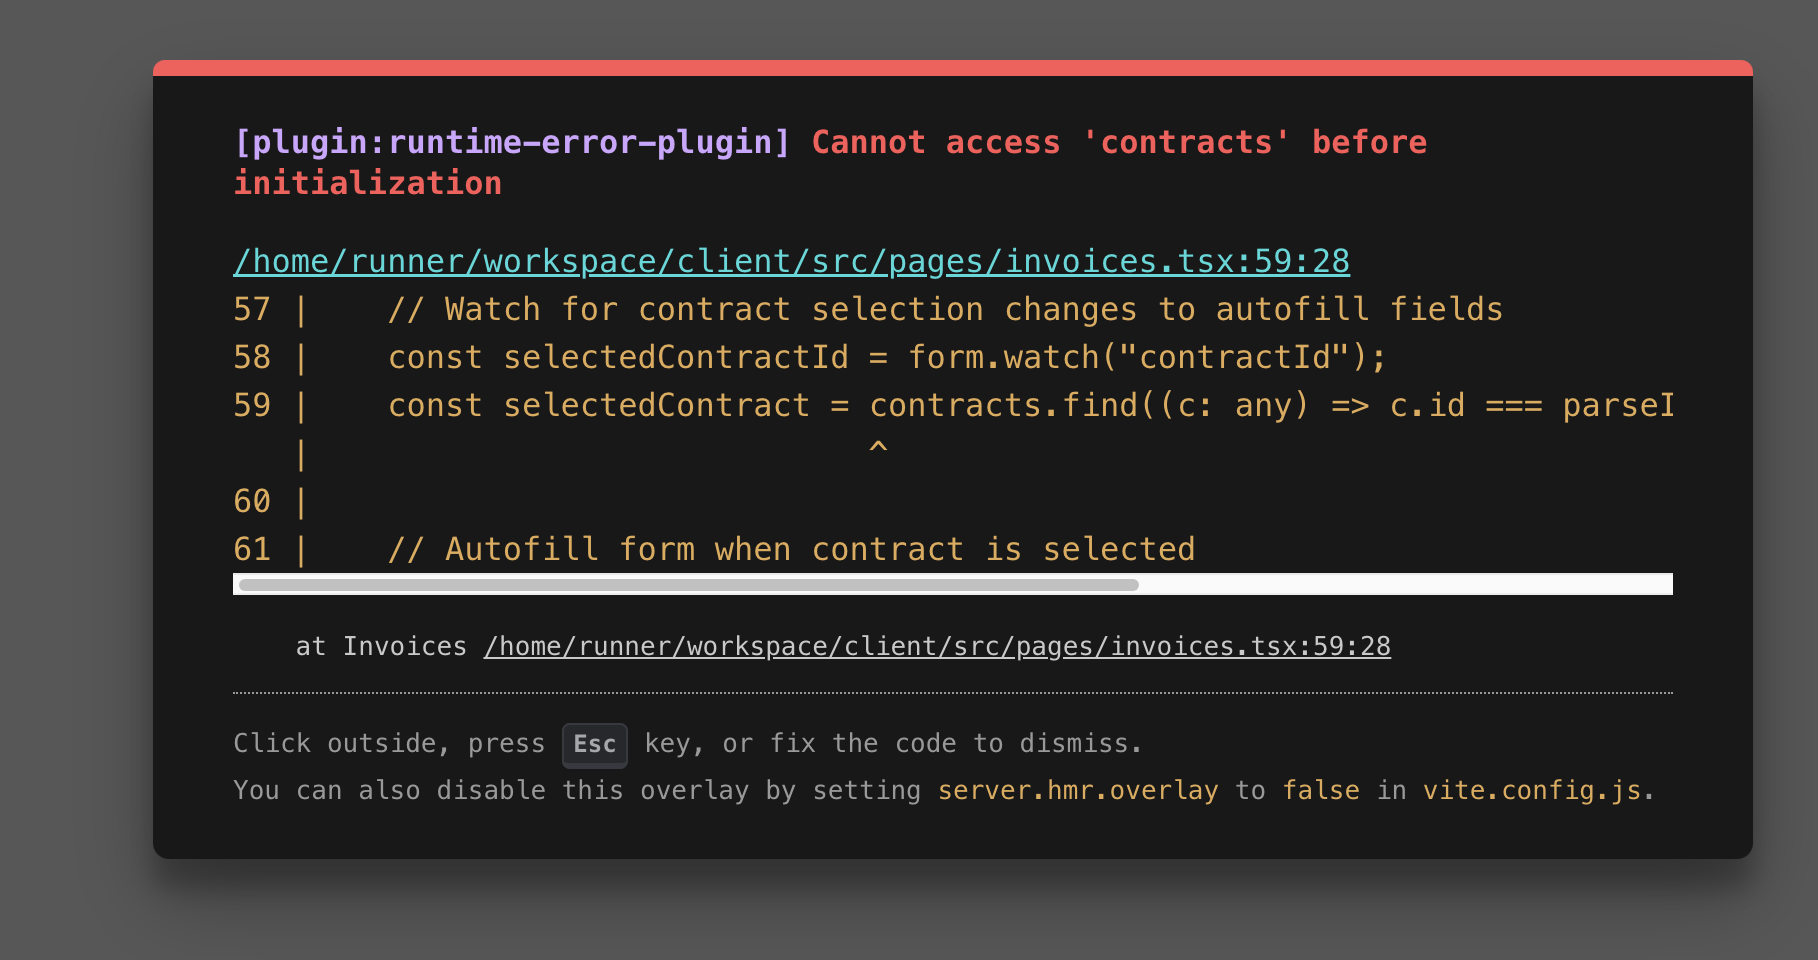 [plugin:runtime-error-plugin] Cannot access 'contracts' before
initialization
/home/runner/workspace/client/src/pages/invoices.tsx:59:28
57 |    // Watch for contract selection changes to autofill fields
58 |    const selectedContractId = form.watch("contractId");
59 |    const selectedContract = contracts.find((c: any) => c.id === parseI
   |                             ^
60 |
61 |    // Autofill form when contract is selected
    at Invoices /home/runner/workspace/client/src/pages/invoices.tsx:59:28
Click outside, press Esc key, or fix the code to dismiss.
You can also disable this overlay by setting server.hmr.overlay to false in vite.config.js.